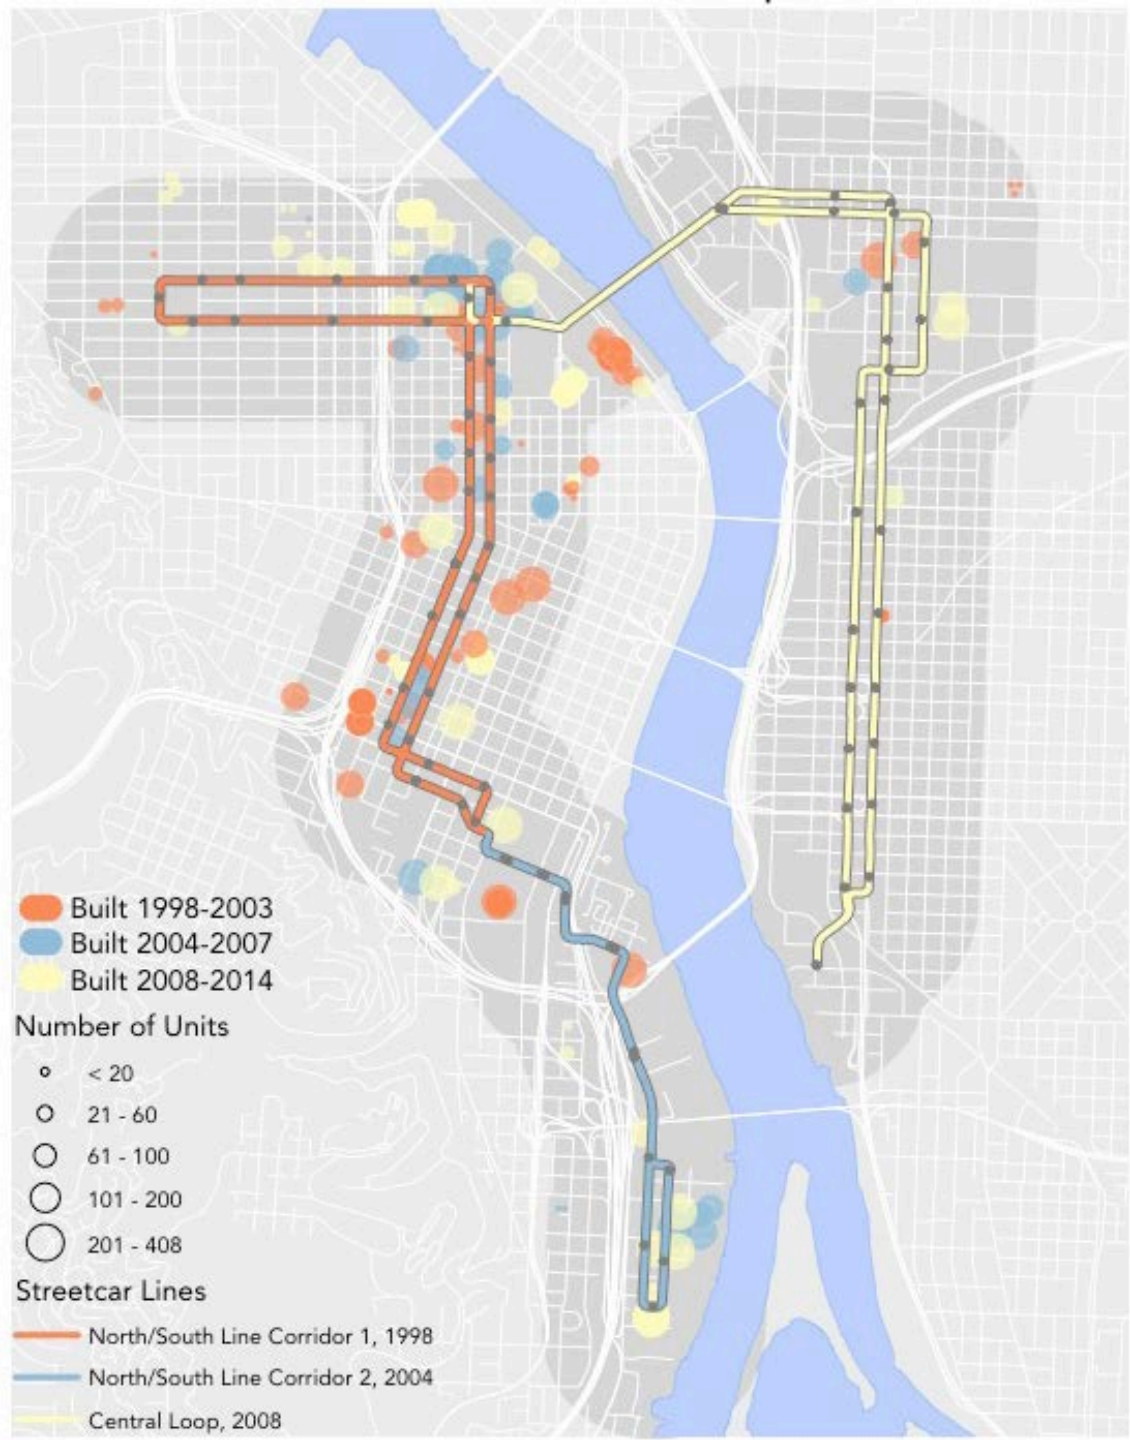 Built 1998-2003
Built 2004-2007
Built 2008-2014
Number of Units
< 20
21 - 60
61 - 100
101 - 200
201 - 408
Streetcar Lines
North/South Line Corridor 1, 1998
North/South Line Corridor 2, 2004
Central Loop, 2008